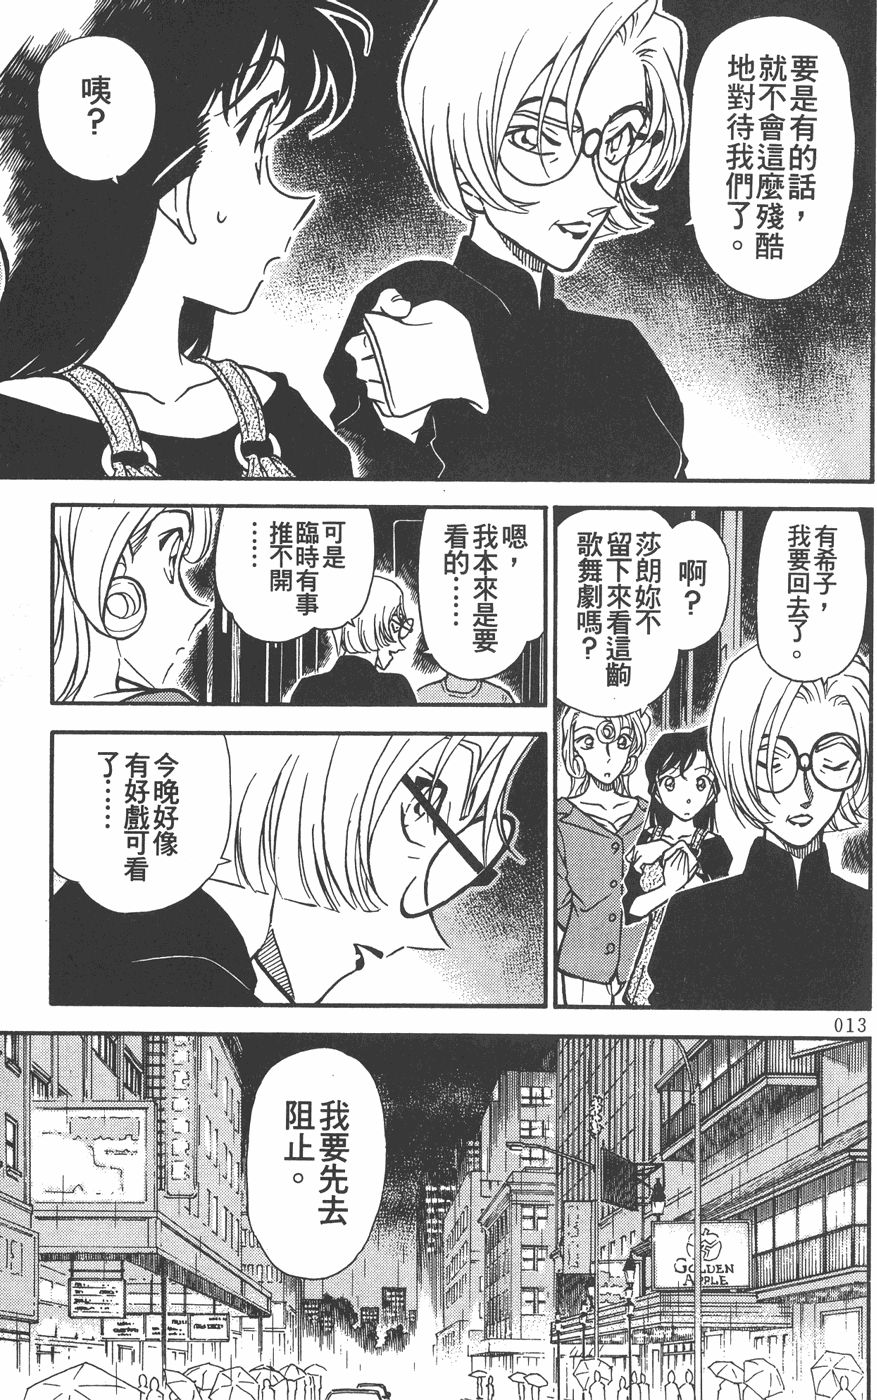 要是有的話，
就不會這麼殘酷
地對待我們了。
咦？
有希子，
我要回去了。
啊？
莎朗妳不
留下來看這齣
歌舞劇嗎？
嗯，
我本來是要
看的……
可是
臨時有事
推不開
……
今晚好像
有好戲可看
了……
013
我要先去
阻止。
GOLDEN
APPLE